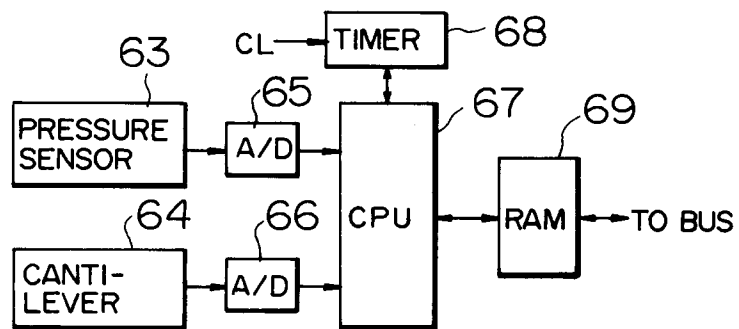 CL
TIMER
68
63
65
67
69
PRESSURE
SENSOR
A/D
CPU
RAM
TO BUS
64
66
CANTI-
LEVER
A/D